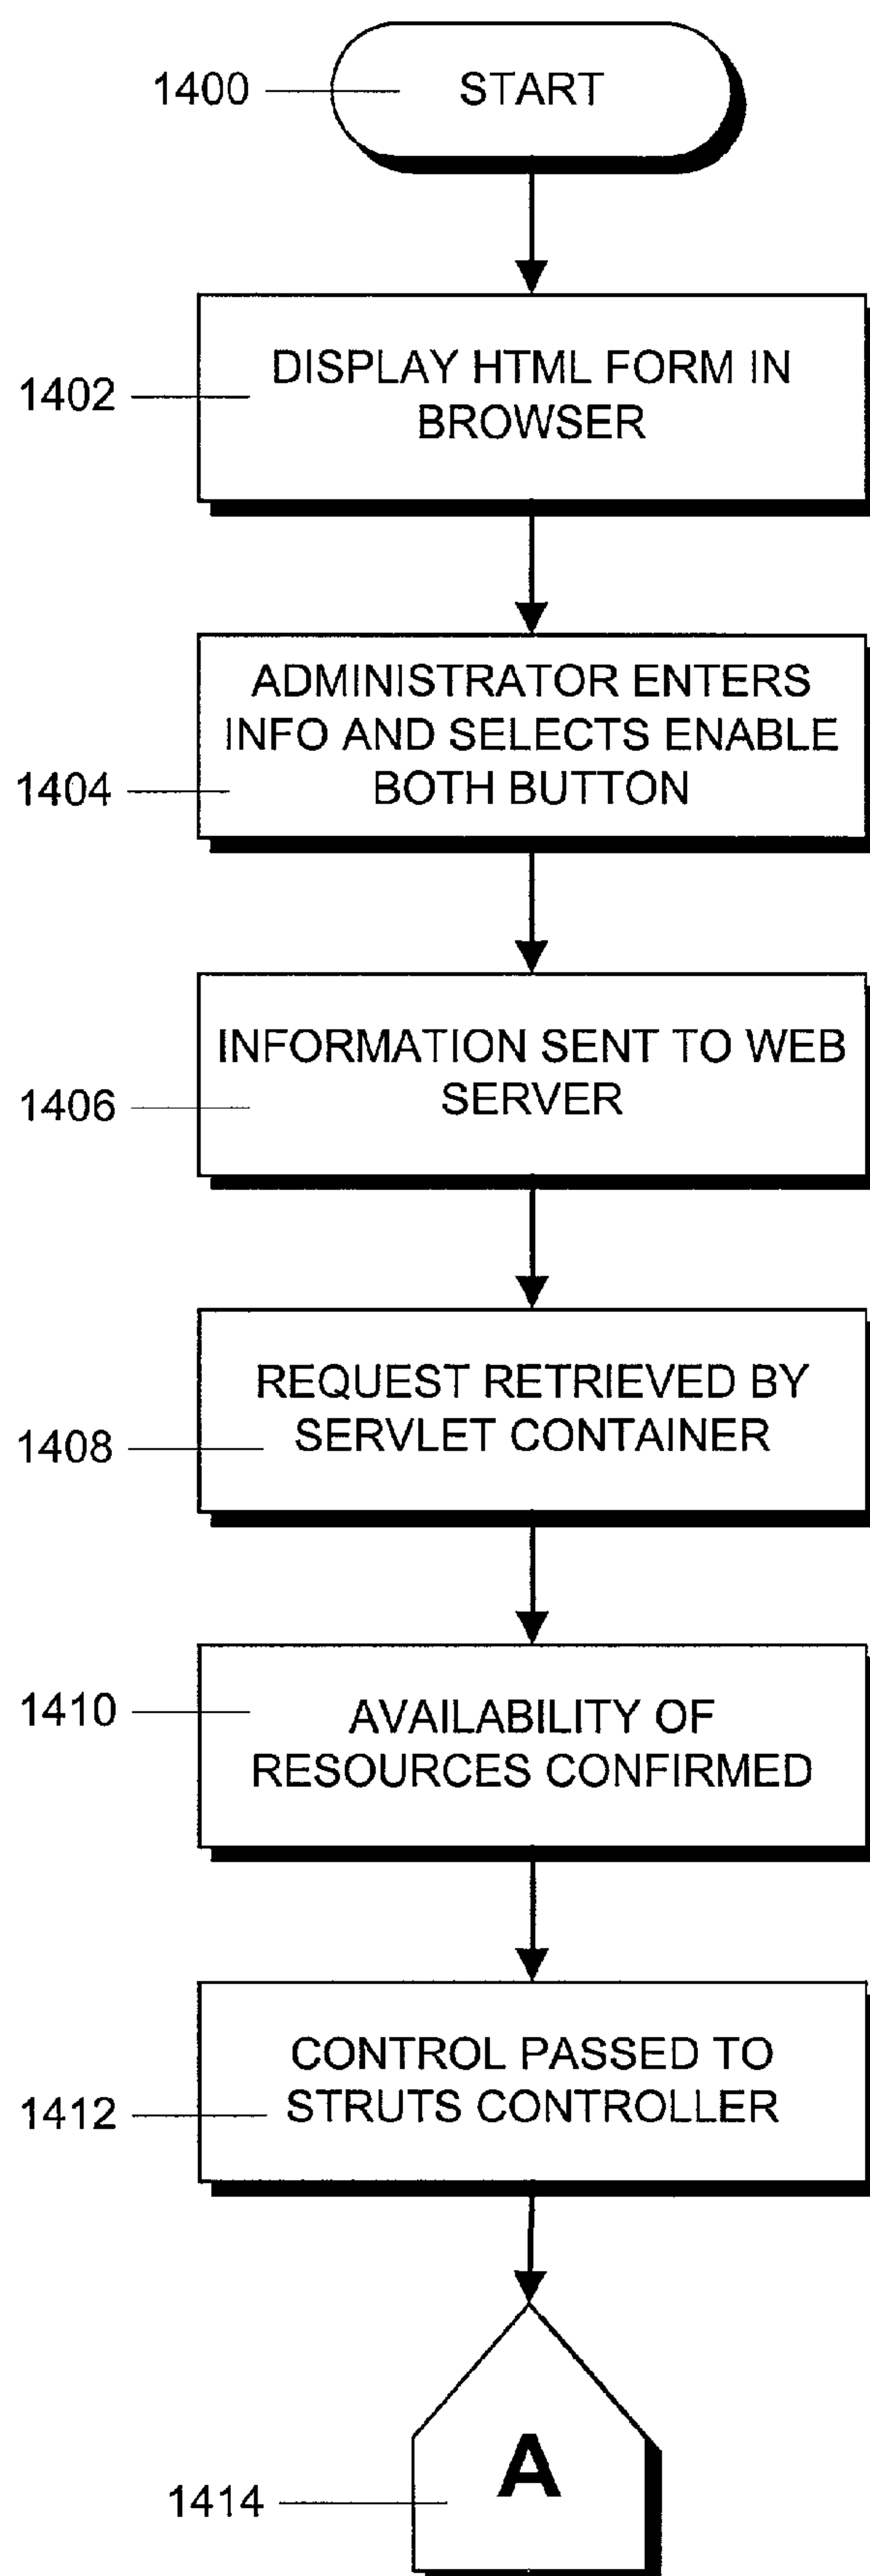 1400
START
1402
DISPLAY HTML FORM IN
BROWSER
1404
ADMINISTRATOR ENTERS
INFO AND SELECTS ENABLE
BOTH BUTTON
1406
INFORMATION SENT TO WEB
SERVER
1408
REQUEST RETRIEVED BY
SERVLET CONTAINER
1410
AVAILABILITY OF
RESOURCES CONFIRMED
1412
CONTROL PASSED TO
STRUTS CONTROLLER
1414
A